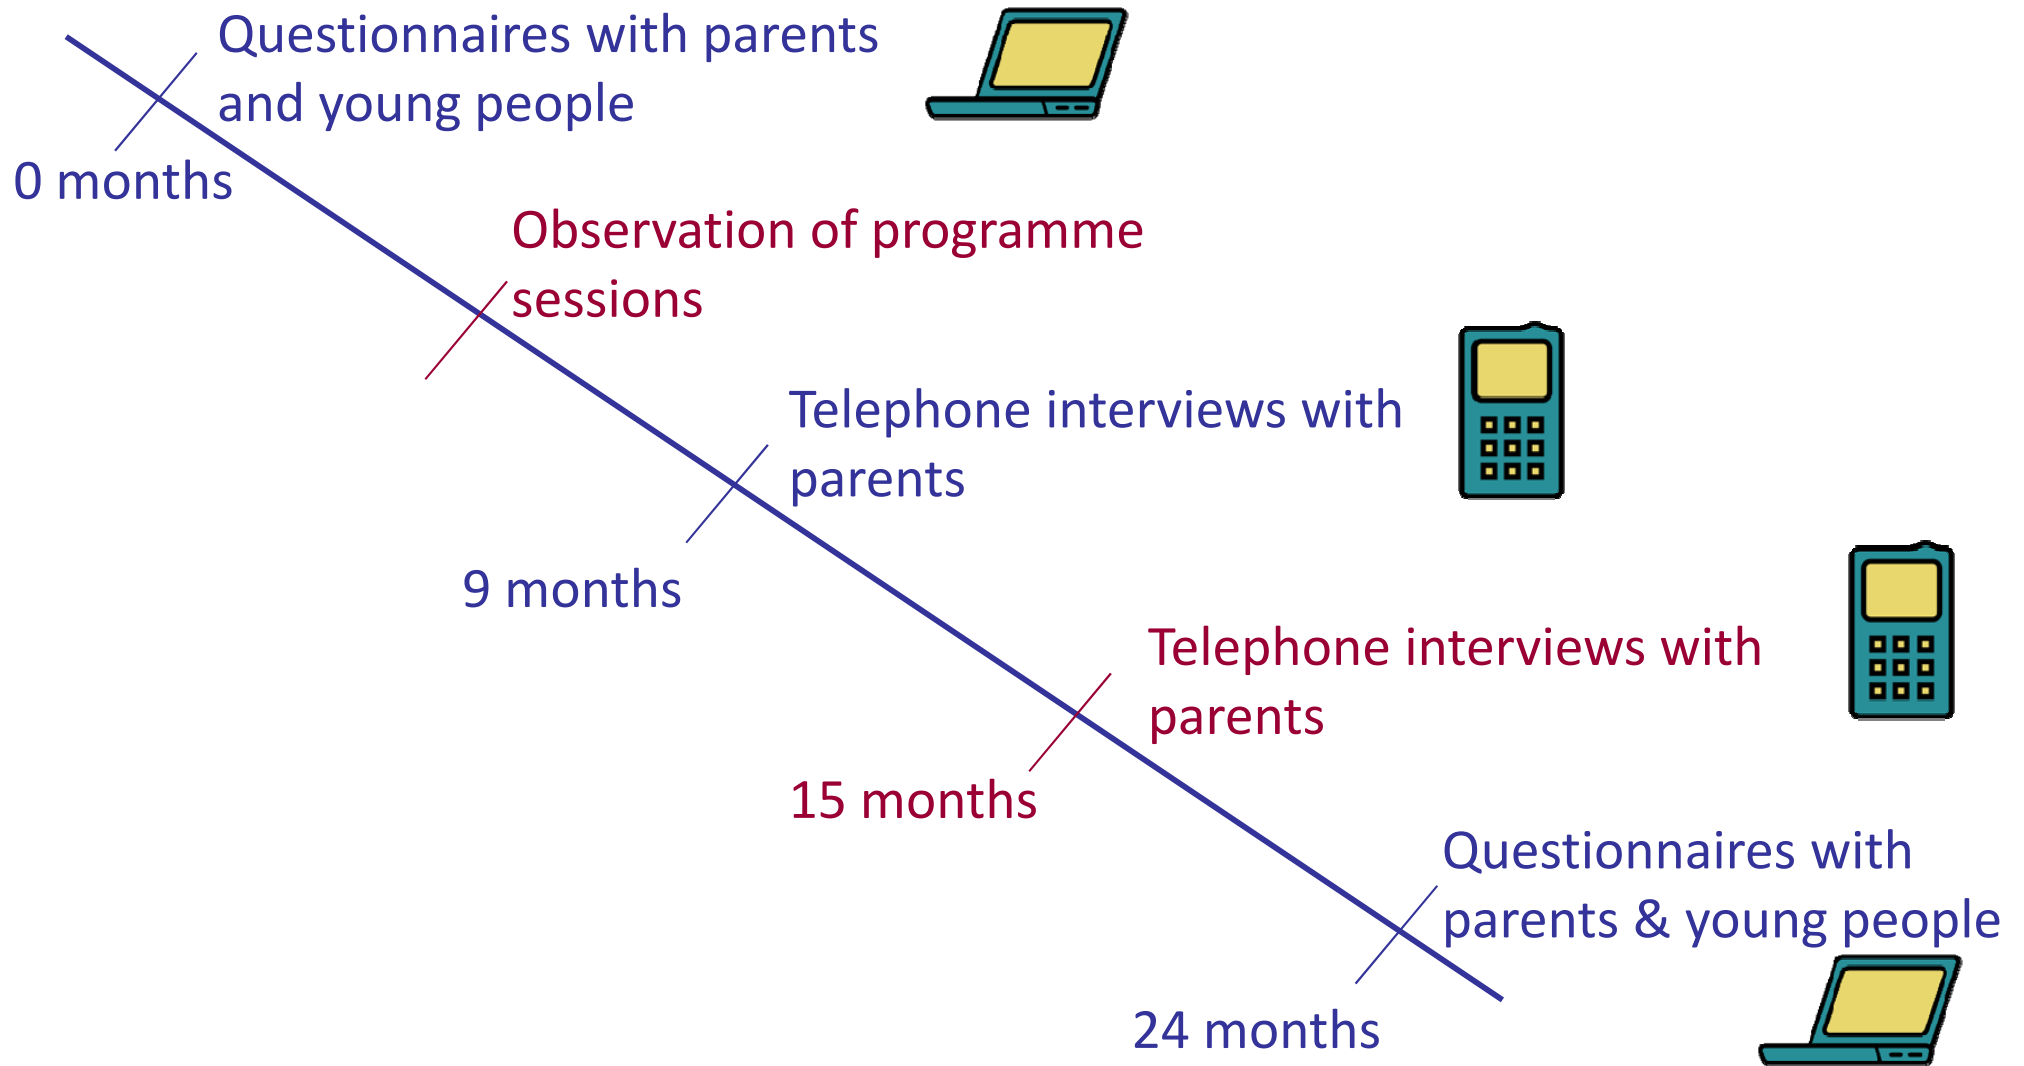 Questionnaires with parents
and young people
0 months
Observation of programme
sessions
Telephone interviews with
parents
9 months
Telephone interviews with
parents
15 months
Questionnaires with
parents & young people
24 months